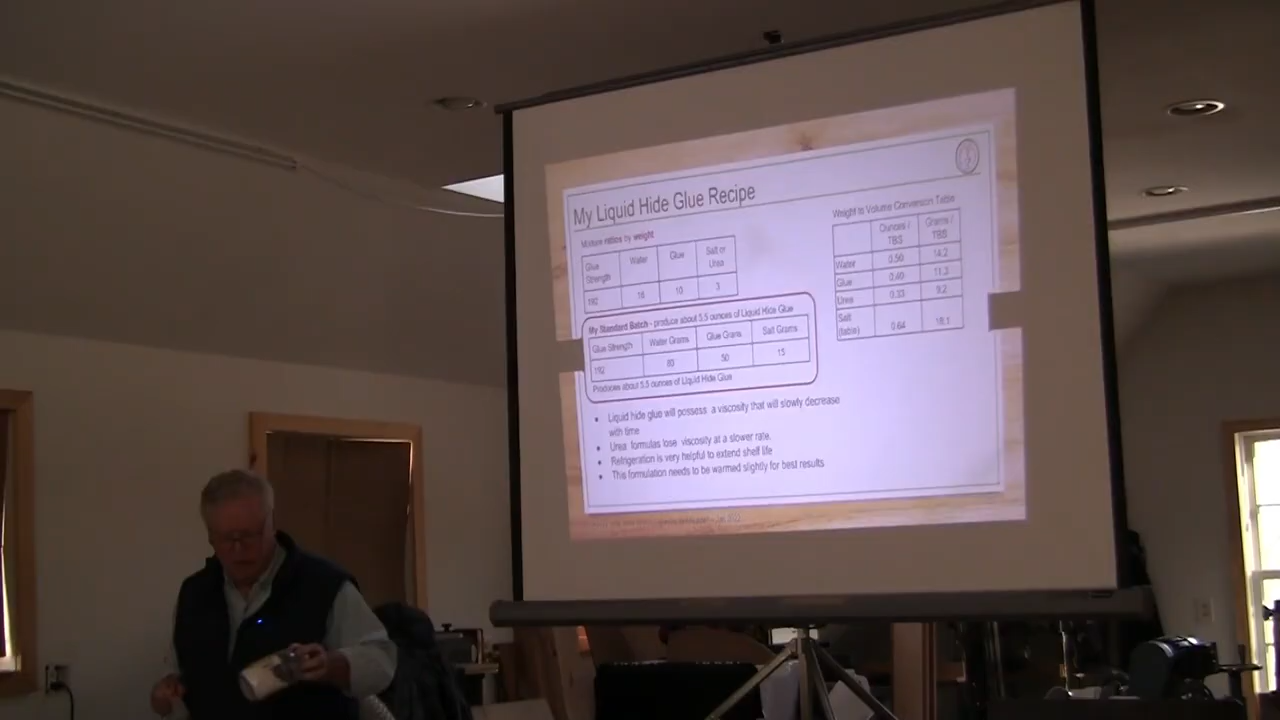 My Liquid Hide Glue Recipe
Mixture ratios by weight
Glue Strength Water Glue Salt or Urea
192 16 10 3
My Standard Batch - produce about 5.5 ounces of Liquid Hide Glue
Glue Strength Water Grams Glue Grams Salt Grams
192 80 50 15
Produces about 5.5 ounces of Liquid Hide Glue
Liquid hide glue will possess a viscosity that will slowly decrease
with time
Urea formulas lose viscosity at a slower rate.
Refrigeration is very helpful to extend shelf life
This formulation needs to be warmed slightly for best results
Weight to Volume Conversion Table
Ounces / TBS Grams / TBS
Water 0.50 14.2
Glue 0.40 11.3
Urea 0.33 9.2
Salt (table) 0.64 18.1